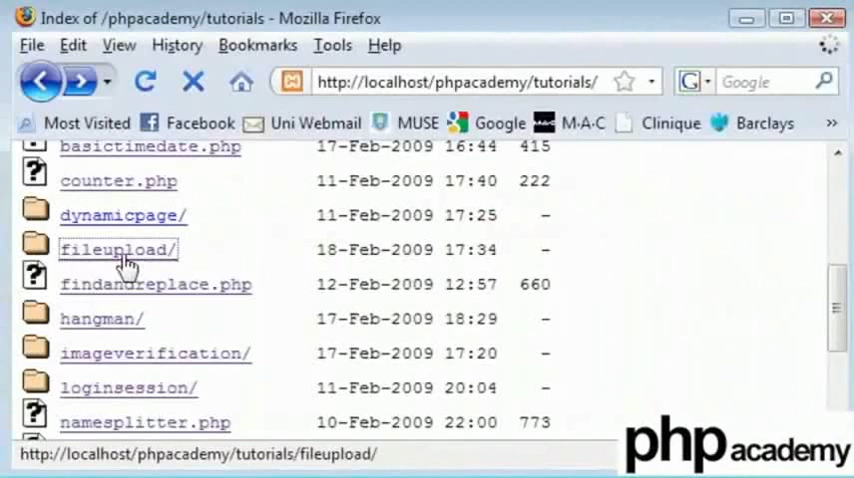 Index of /phpacademy/tutorials - Mozilla Firefox
File Edit View History Bookmarks Tools Help
http://localhost/phpacademy/tutorials/ G Google
Most Visited Facebook Uni Webmail MUSE Google M·A·C Clinique Barclays »
basictimedate.php 17-Feb-2009 16:44 415
counter.php 11-Feb-2009 17:40 222
dynamicpage/ 11-Feb-2009 17:25 -
fileupload/ 18-Feb-2009 17:34 -
findandreplace.php 12-Feb-2009 12:57 660
hangman/ 17-Feb-2009 18:29 -
imageverification/ 17-Feb-2009 17:20 -
loginsession/ 11-Feb-2009 20:04 -
namesplitter.php 10-Feb-2009 22:00 773
http://localhost/phpacademy/tutorials/fileupload/
php academy